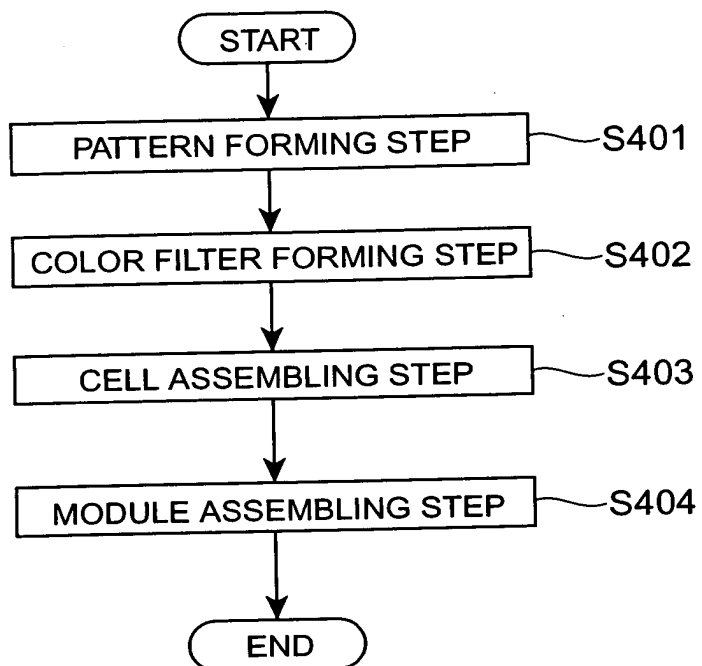 START
PATTERN FORMING STEP S401
COLOR FILTER FORMING STEP S402
CELL ASSEMBLING STEP S403
MODULE ASSEMBLING STEP S404
END